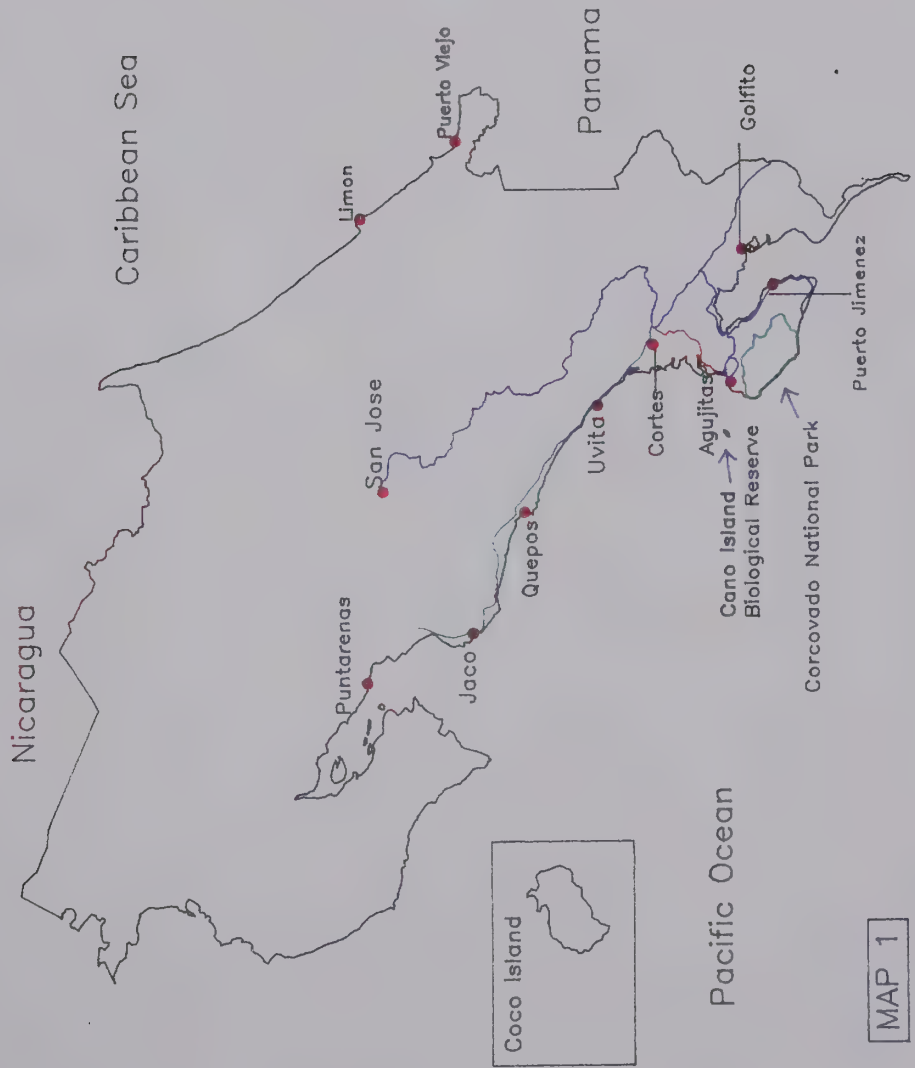 Nicaragua
Caribbean Sea
Limon
Puerto Viejo
Panama
San Jose
Puntarenas
Jaco
Quepos
Uvita
Cortes
Agujitas
Golfito
Puerto Jimenez
Cano Island
Biological Reserve
Corcovado National Park
Coco Island
Pacific Ocean
MAP 1